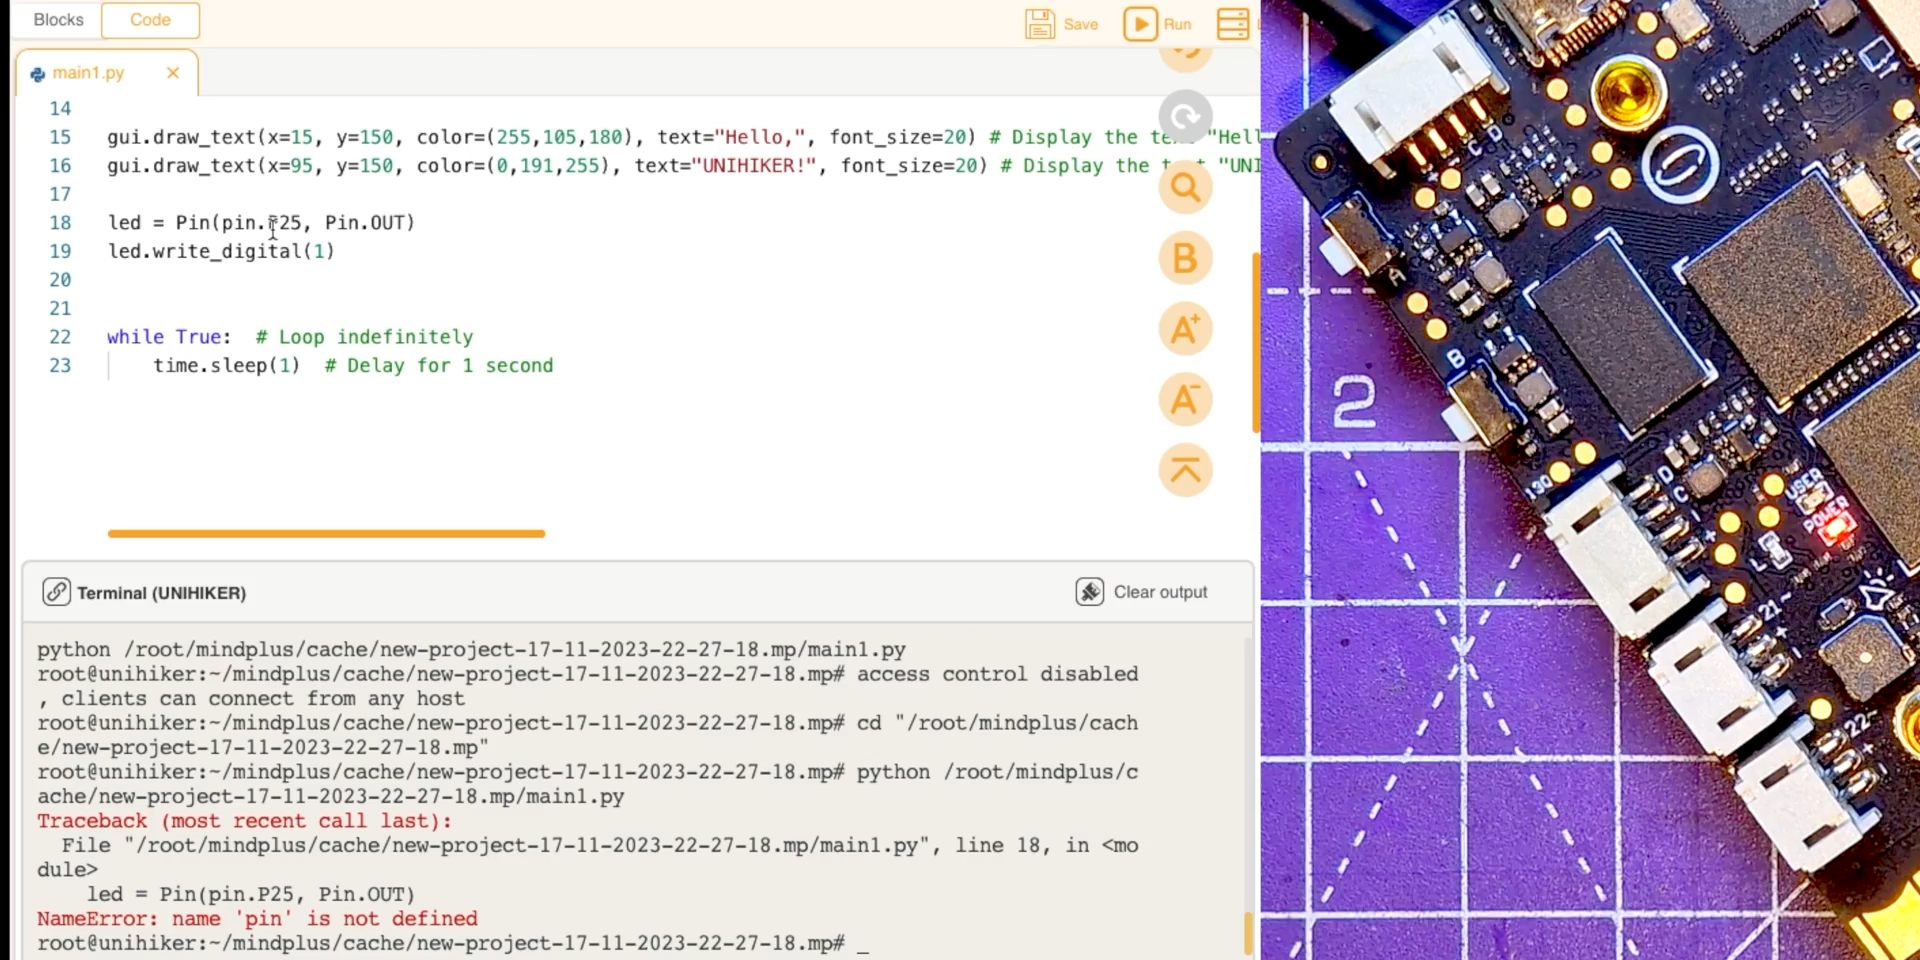 Blocks Code
Save Run
main1.py
14
15 gui.draw_text(x=15, y=150, color=(255,105,180), text="Hello,", font_size=20) # Display the "Hell
16 gui.draw_text(x=95, y=150, color=(0,191,255), text="UNIHIKER!", font_size=20) # Display the "UNI
17
18 led = Pin(pin.P25, Pin.OUT)
19 led.write_digital(1)
20
21
22 while True:  # Loop indefinitely
23 time.sleep(1)  # Delay for 1 second
B
A+
A-
Terminal (UNIHIKER) Clear output
python /root/mindplus/cache/new-project-17-11-2023-22-27-18.mp/main1.py
root@unihiker:~/mindplus/cache/new-project-17-11-2023-22-27-18.mp# access control disabled
, clients can connect from any host
root@unihiker:~/mindplus/cache/new-project-17-11-2023-22-27-18.mp# cd "/root/mindplus/cach
e/new-project-17-11-2023-22-27-18.mp"
root@unihiker:~/mindplus/cache/new-project-17-11-2023-22-27-18.mp# python /root/mindplus/c
ache/new-project-17-11-2023-22-27-18.mp/main1.py
Traceback (most recent call last):
File "/root/mindplus/cache/new-project-17-11-2023-22-27-18.mp/main1.py", line 18, in <mo
dule>
led = Pin(pin.P25, Pin.OUT)
NameError: name 'pin' is not defined
root@unihiker:~/mindplus/cache/new-project-17-11-2023-22-27-18.mp# _
A
B
2
D
C
USER
POWER
L
21~
+
22~
+